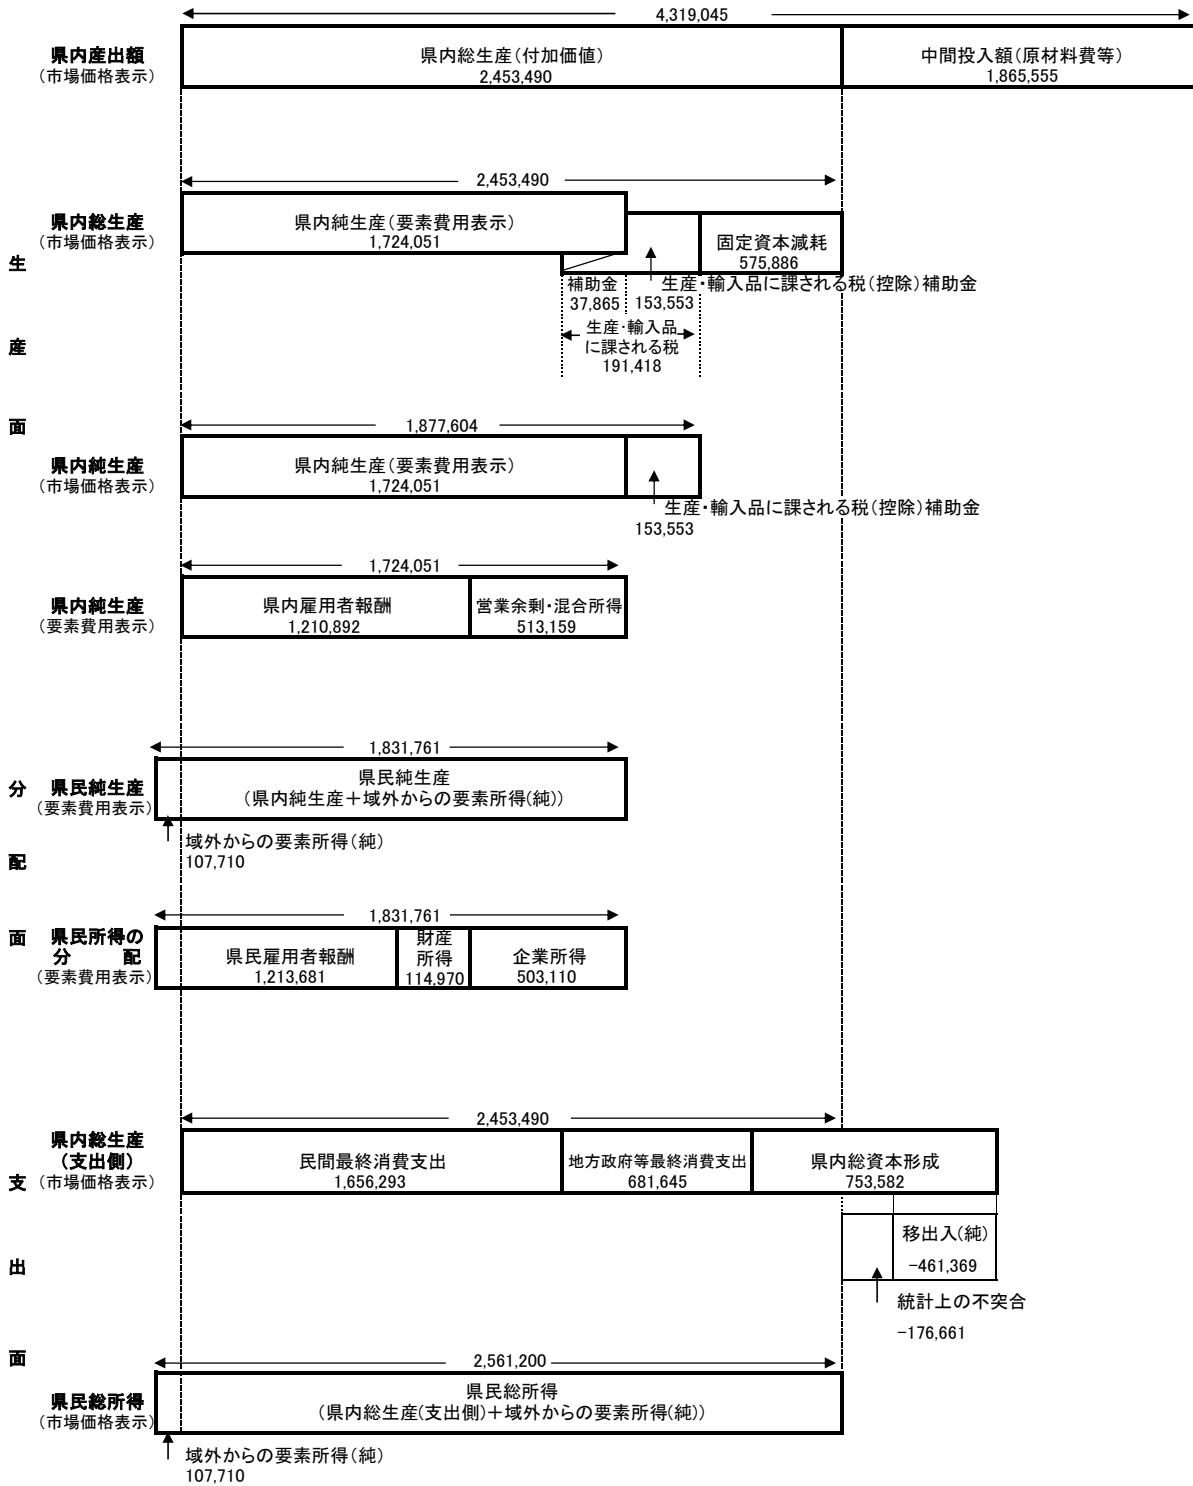 4,319,045
県内産出額
（市場価格表示）
県内総生産（付加価値）
2,453,490
中間投入額（原材料費等）
1,865,555
2,453,490
県内総生産
（市場価格表示）
県内純生産（要素費用表示）
1,724,051
固定資本減耗
575,886
補助金
37,865
生産・輸入品に課される税（控除）補助金
153,553
生産・輸入品
に課される税
191,418
生
産
面
1,877,604
県内純生産
（市場価格表示）
県内純生産（要素費用表示）
1,724,051
生産・輸入品に課される税（控除）補助金
153,553
1,724,051
県内純生産
（要素費用表示）
県内雇用者報酬
1,210,892
営業余剰・混合所得
513,159
1,831,761
分
配
面
県民純生産
（要素費用表示）
県民純生産
（県内純生産＋域外からの要素所得(純)）
域外からの要素所得（純）
107,710
1,831,761
県民所得の
分　　　配
（要素費用表示）
県民雇用者報酬
1,213,681
財産
所得
114,970
企業所得
503,110
2,453,490
県内総生産
（支出側）
（市場価格表示）
民間最終消費支出
1,656,293
地方政府等最終消費支出
681,645
県内総資本形成
753,582
支
出
面
移出入(純)
−461,369
統計上の不突合
−176,661
2,561,200
県民総所得
（市場価格表示）
県民総所得
（県内総生産(支出側)＋域外からの要素所得(純)）
域外からの要素所得（純）
107,710